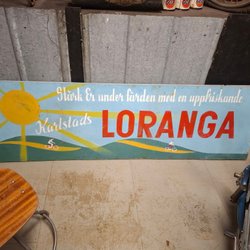 Stärk Er under färden med en uppfriskande
Karlstads
LORANGA